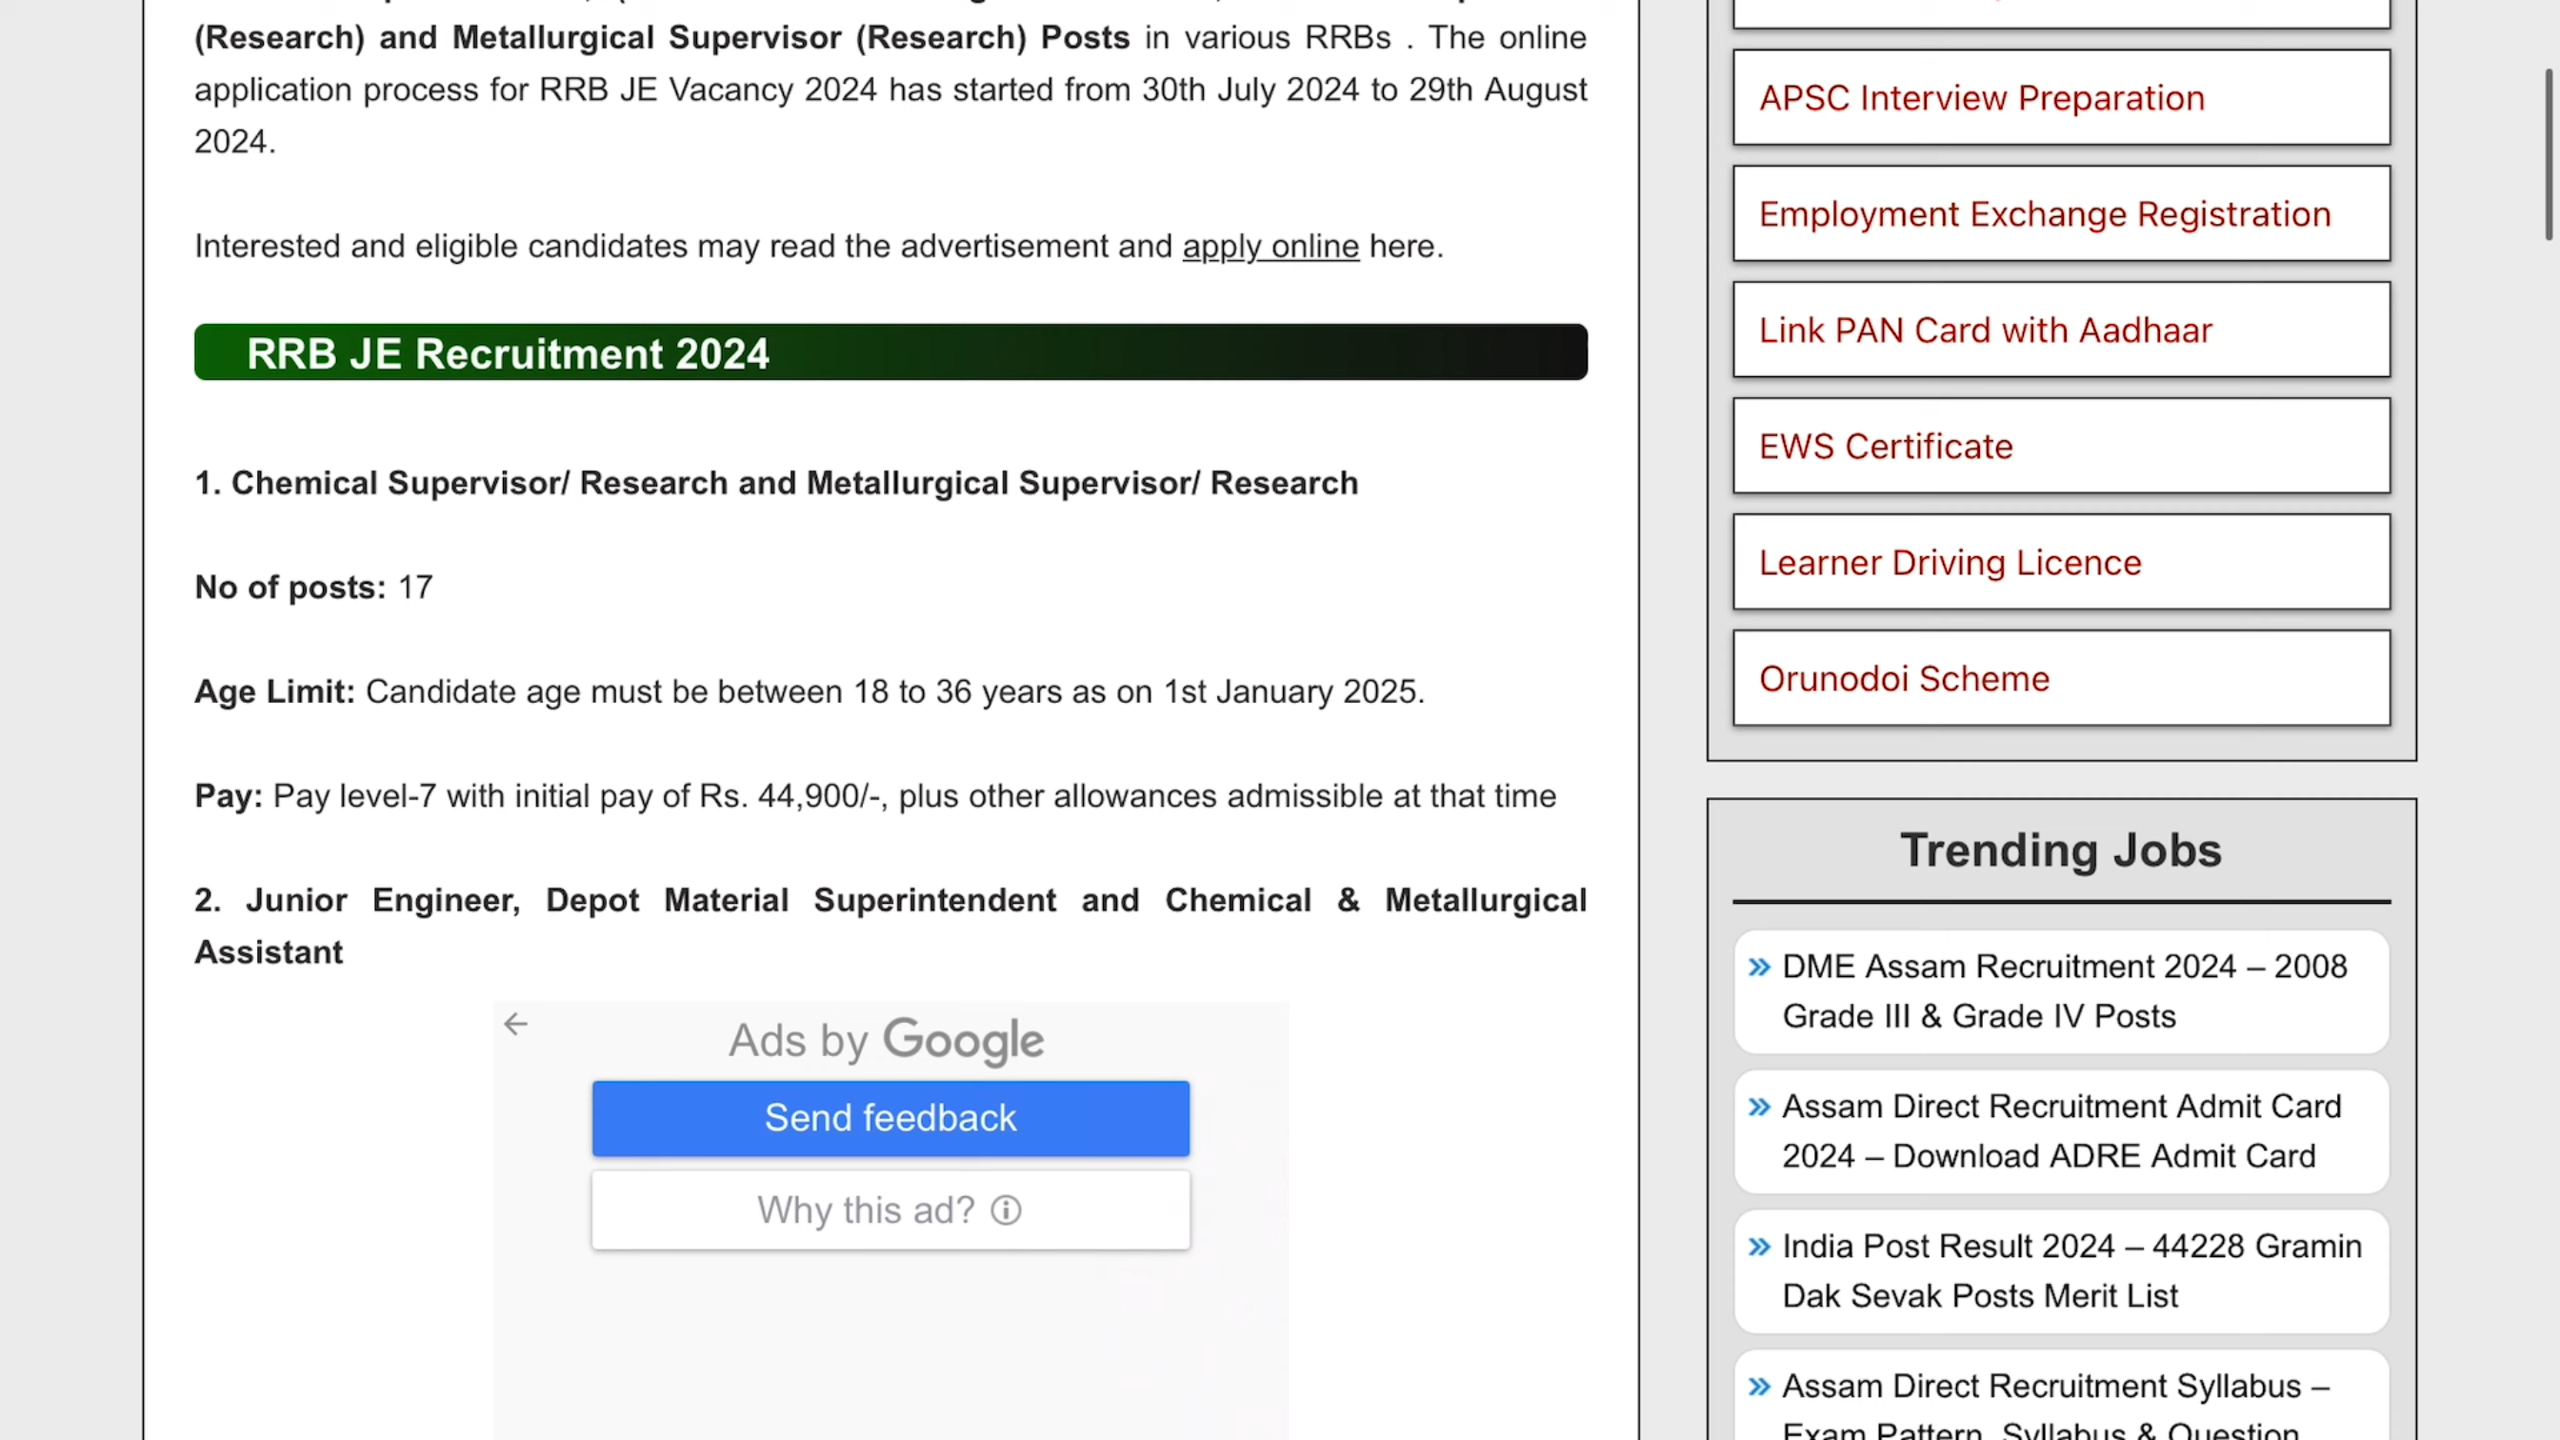 (Research) and Metallurgical Supervisor (Research) Posts in various RRBs . The online
application process for RRB JE Vacancy 2024 has started from 30th July 2024 to 29th August
2024.
Interested and eligible candidates may read the advertisement and apply online here.
RRB JE Recruitment 2024
1. Chemical Supervisor/ Research and Metallurgical Supervisor/ Research
No of posts: 17
Age Limit: Candidate age must be between 18 to 36 years as on 1st January 2025.
Pay: Pay level-7 with initial pay of Rs. 44,900/-, plus other allowances admissible at that time
2. Junior Engineer, Depot Material Superintendent and Chemical & Metallurgical
Assistant
Ads by Google
Send feedback
Why this ad?
APSC Interview Preparation
Employment Exchange Registration
Link PAN Card with Aadhaar
EWS Certificate
Learner Driving Licence
Orunodoi Scheme
Trending Jobs
» DME Assam Recruitment 2024 – 2008
Grade III & Grade IV Posts
» Assam Direct Recruitment Admit Card
2024 – Download ADRE Admit Card
» India Post Result 2024 – 44228 Gramin
Dak Sevak Posts Merit List
» Assam Direct Recruitment Syllabus –
Exam Pattern, Syllabus & Question